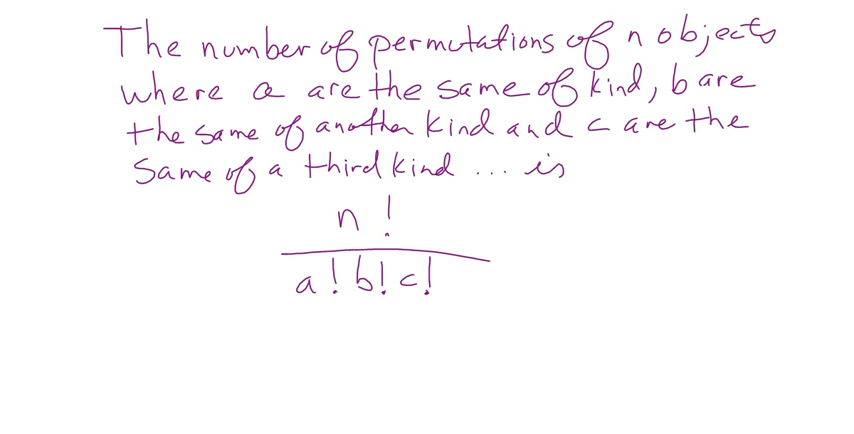 The number of permutations of n objects
where a are the same of kind, b are
the same of another kind and c are the
same of a third kind ... is
n !
a ! b! c!